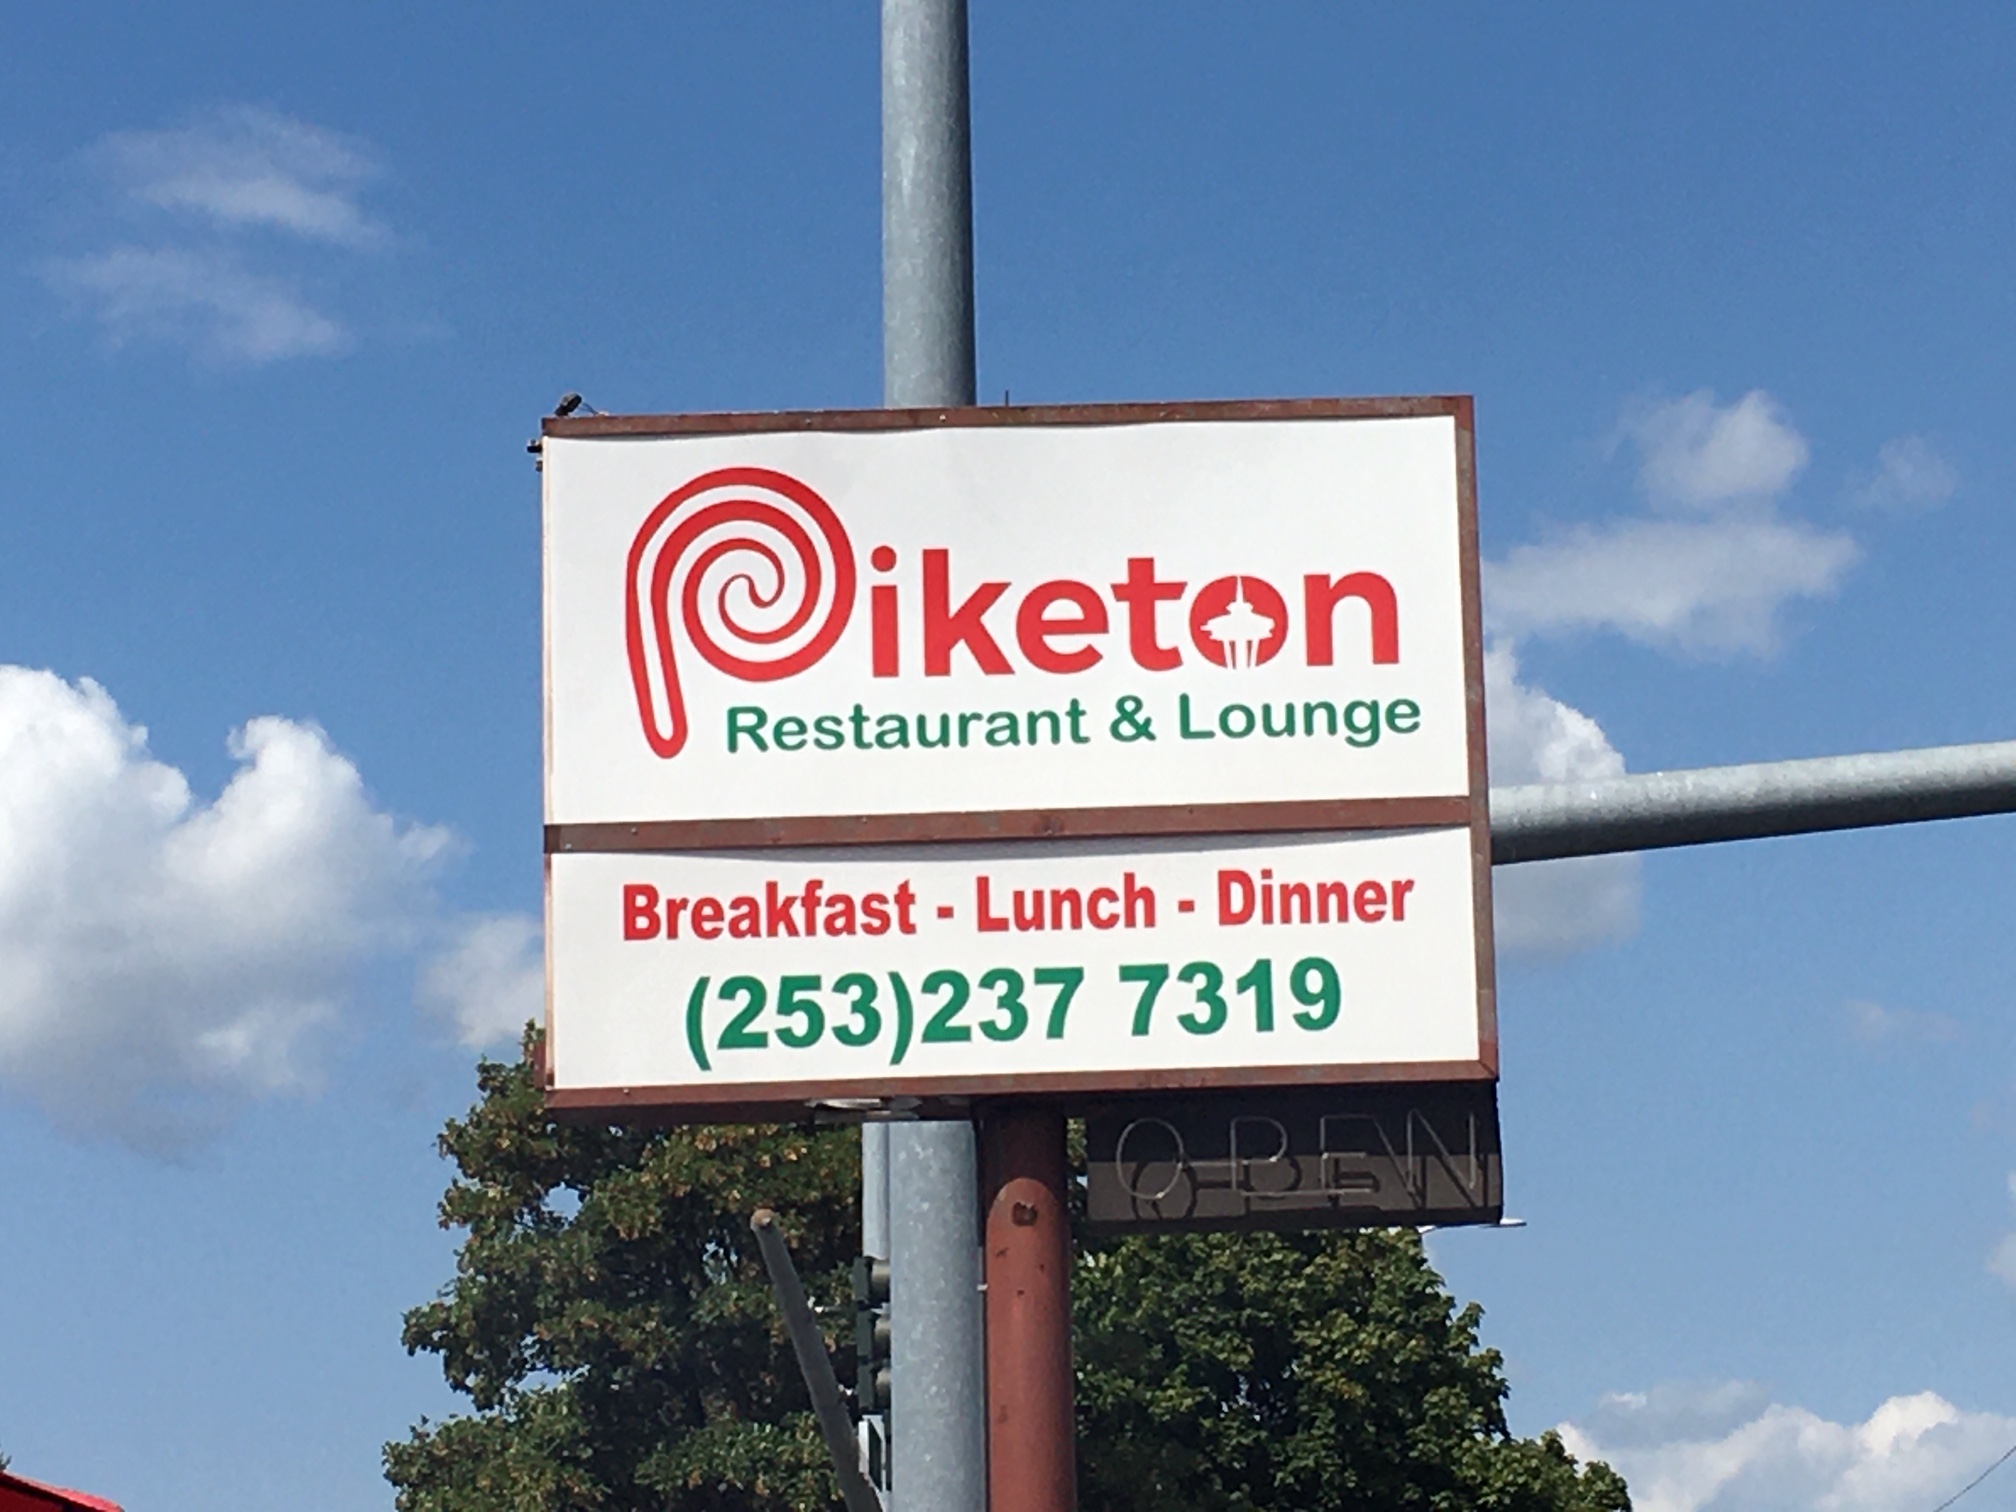 Piketon
Restaurant & Lounge
Breakfast - Lunch - Dinner
(253)237 7319
OPEN